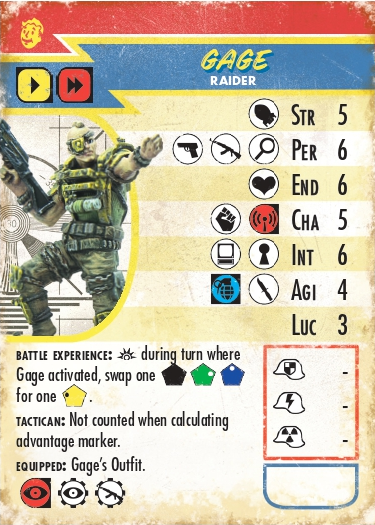 GAGE
RAIDER
STR 5
PER 6
END 6
CHA 5
INT 6
AGI 4
LUC 3
BATTLE EXPERIENCE: during turn where
Gage activated, swap one
for one .
TACTICAN: Not counted when calculating
advantage marker.
EQUIPPED: Gage's Outfit.
-
-
-